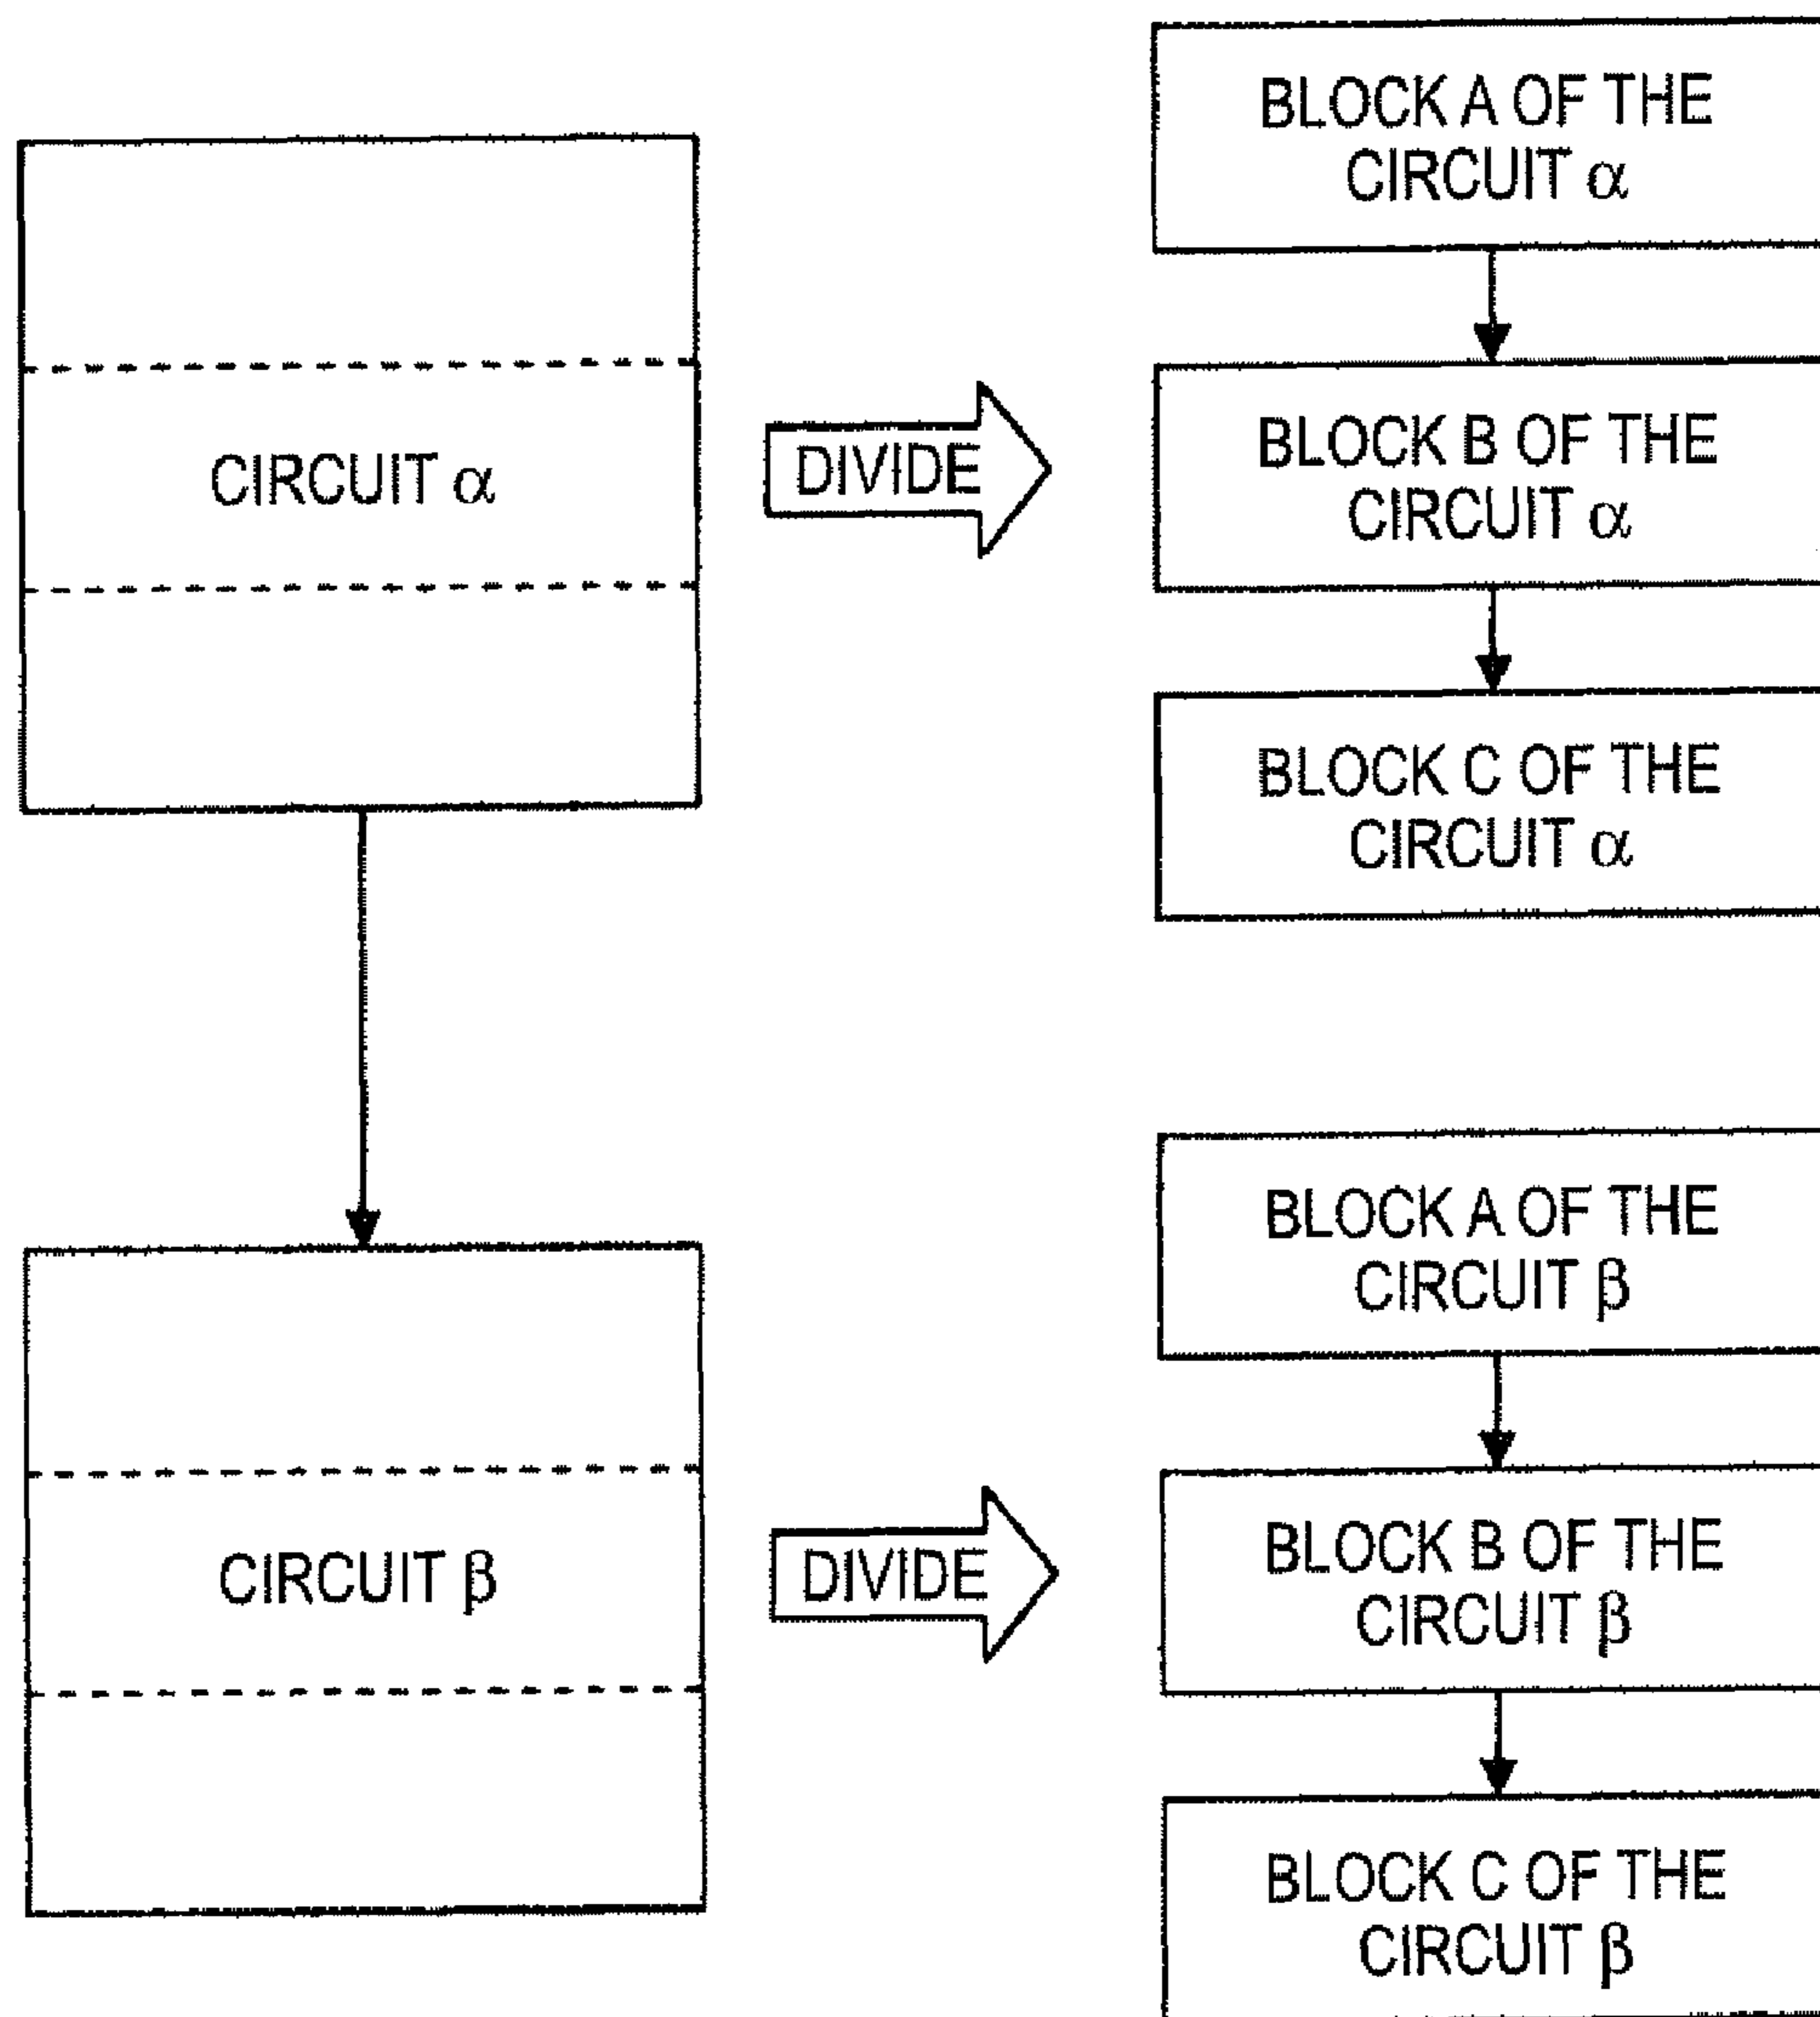 BLOCK A OF THE
CIRCUIT α
CIRCUIT α
DIVIDE
BLOCK B OF THE
CIRCUIT α
BLOCK C OF THE
CIRCUIT α
BLOCK A OF THE
CIRCUIT β
CIRCUIT β
DIVIDE
BLOCK B OF THE
CIRCUIT β
BLOCK C OF THE
CIRCUIT β